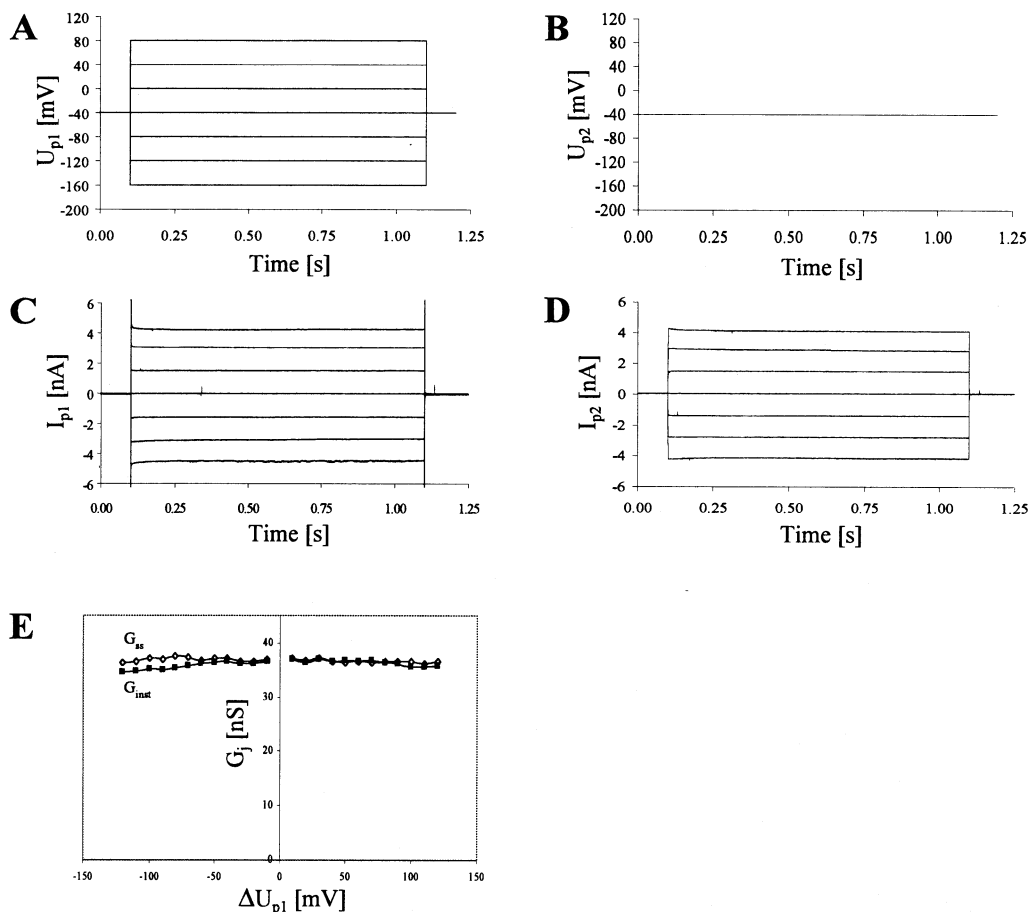 A
120
80
40
0
-40
-80
-120
-160
-200
U_p1 [mV]
0.00 0.25 0.50 0.75 1.00 1.25
Time [s]
B
120
80
40
0
-40
-80
-120
-160
-200
U_p2 [mV]
0.00 0.25 0.50 0.75 1.00 1.25
Time [s]
C
6
4
2
0
-2
-4
-6
I_p1 [nA]
0.00 0.25 0.50 0.75 1.00 1.25
Time [s]
D
6
4
2
0
-2
-4
-6
I_p2 [nA]
0.00 0.25 0.50 0.75 1.00 1.25
Time [s]
E
G_ss
G_inst
40
30
20
10
0
G_j [nS]
-150 -100 -50 0 50 100 150
ΔU_p1 [mV]